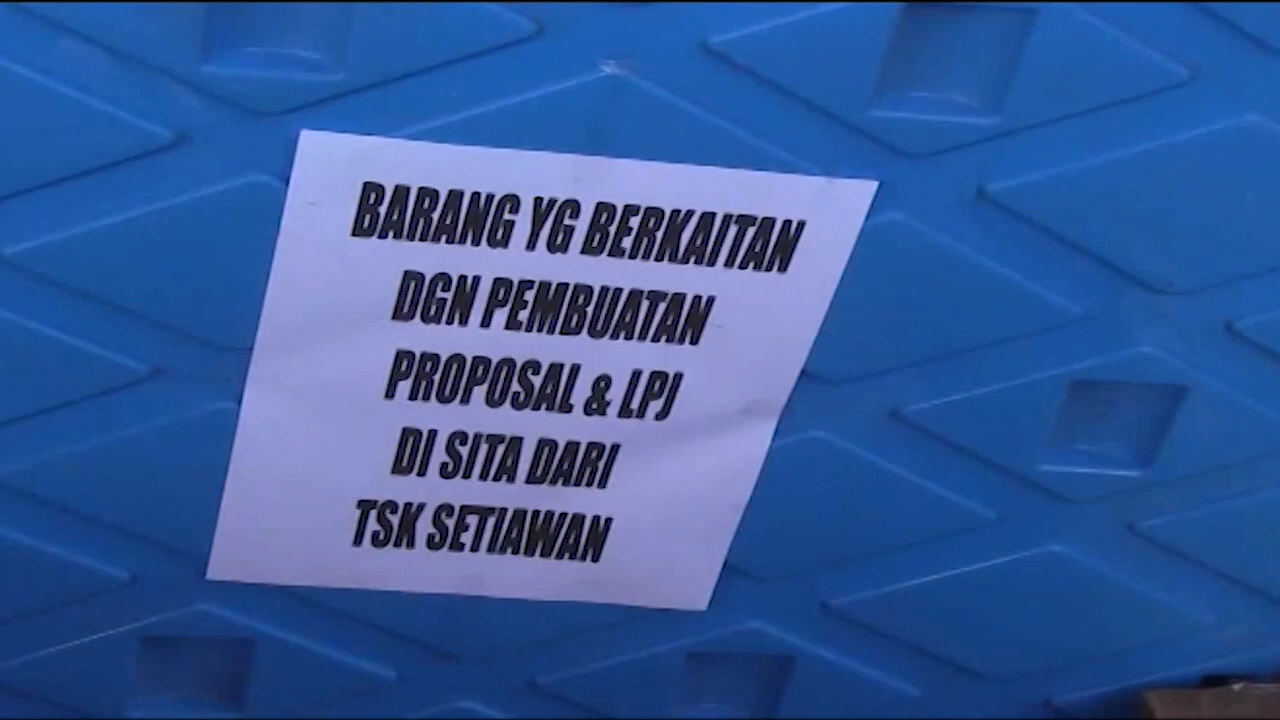 BARANG YG BERKAITAN
DGN PEMBUATAN
PROPOSAL & LPJ
DI SITA DARI
TSK SETIAWAN